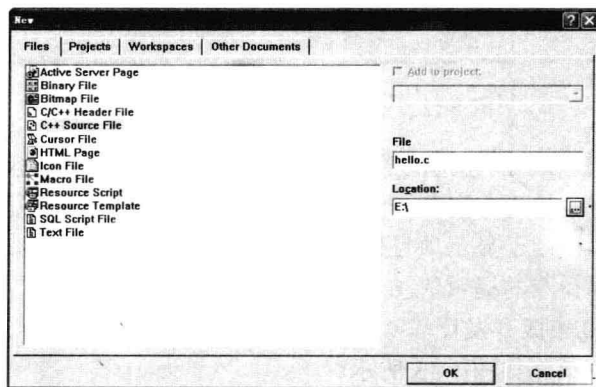 New
Files Projects Workspaces Other Documents
Active Server Page
Binary File
Bitmap File
C/C++ Header File
C++ Source File
Cursor File
HTML Page
Icon File
Macro File
Resource Script
Resource Template
SQL Script File
Text File
Add to project:
File
hello.c
Location:
E:\
...
OK Cancel